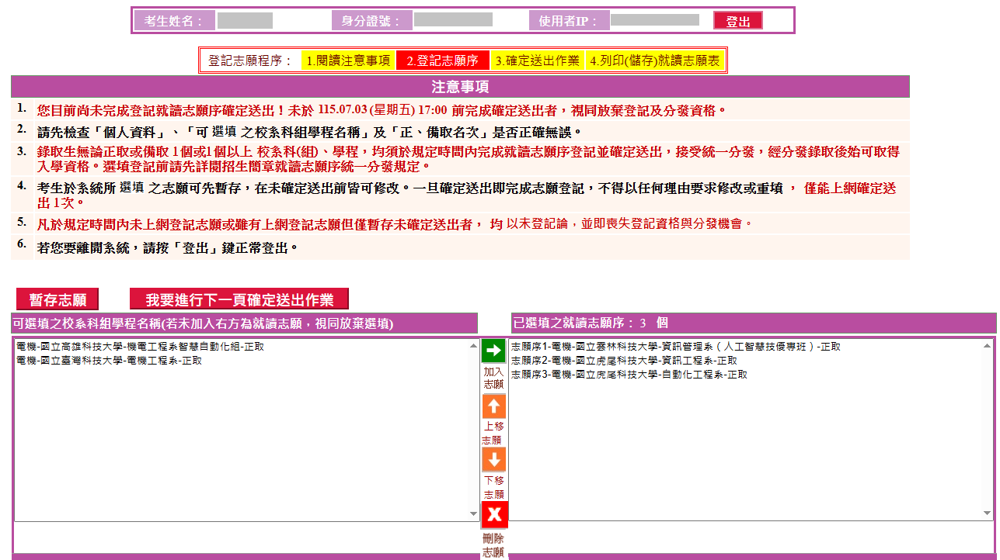 考生姓名： 身分證號： 使用者IP： 登出
登記志願程序： 1.閱讀注意事項 2.登記志願序 3.確定送出作業 4.列印(儲存)就讀志願表
注意事項
1. 您目前尚未完成登記就讀志願序確定送出！未於 115.07.03 (星期五) 17:00 前完成確定送出者，視同放棄登記及分發資格。
2. 請先檢查「個人資料」、「可 選填 之校系科組學程名稱」及「正、備取名次」是否正確無誤。
3. 錄取生無論正取或備取 1個或1個以上 校系科(組)、學程，均須於規定時間內完成就讀志願序登記並確定送出，接受統一分發，經分發錄取後始可取得
入學資格。選填登記前請先詳閱招生簡章就讀志願序統一分發規定。
4. 考生於系統所 選填 之志願可先暫存，在未確定送出前皆可修改。一旦確定送出即完成志願登記，不得以任何理由要求修改或重填 ， 僅能上網確定送
出 1次。
5. 凡於規定時間內未上網登記志願或雖有上網登記志願但僅暫存未確定送出者， 均 以未登記論，並即喪失登記資格與分發機會。
6. 若您要離開系統，請按「登出」鍵正常登出。
暫存志願 我要進行下一頁確定送出作業
可選填之校系科組學程名稱(若未加入右方為就讀志願，視同放棄選填)
已選填之就讀志願序： 3 個
電機-國立高雄科技大學-機電工程系智慧自動化組-正取
電機-國立臺灣科技大學-電機工程系-正取
加入
志願
上移
志願
下移
志願
刪除
志願
志願序1-電機-國立雲林科技大學-資訊管理系（人工智慧技優專班）-正取
志願序2-電機-國立虎尾科技大學-資訊工程系-正取
志願序3-電機-國立虎尾科技大學-自動化工程系-正取